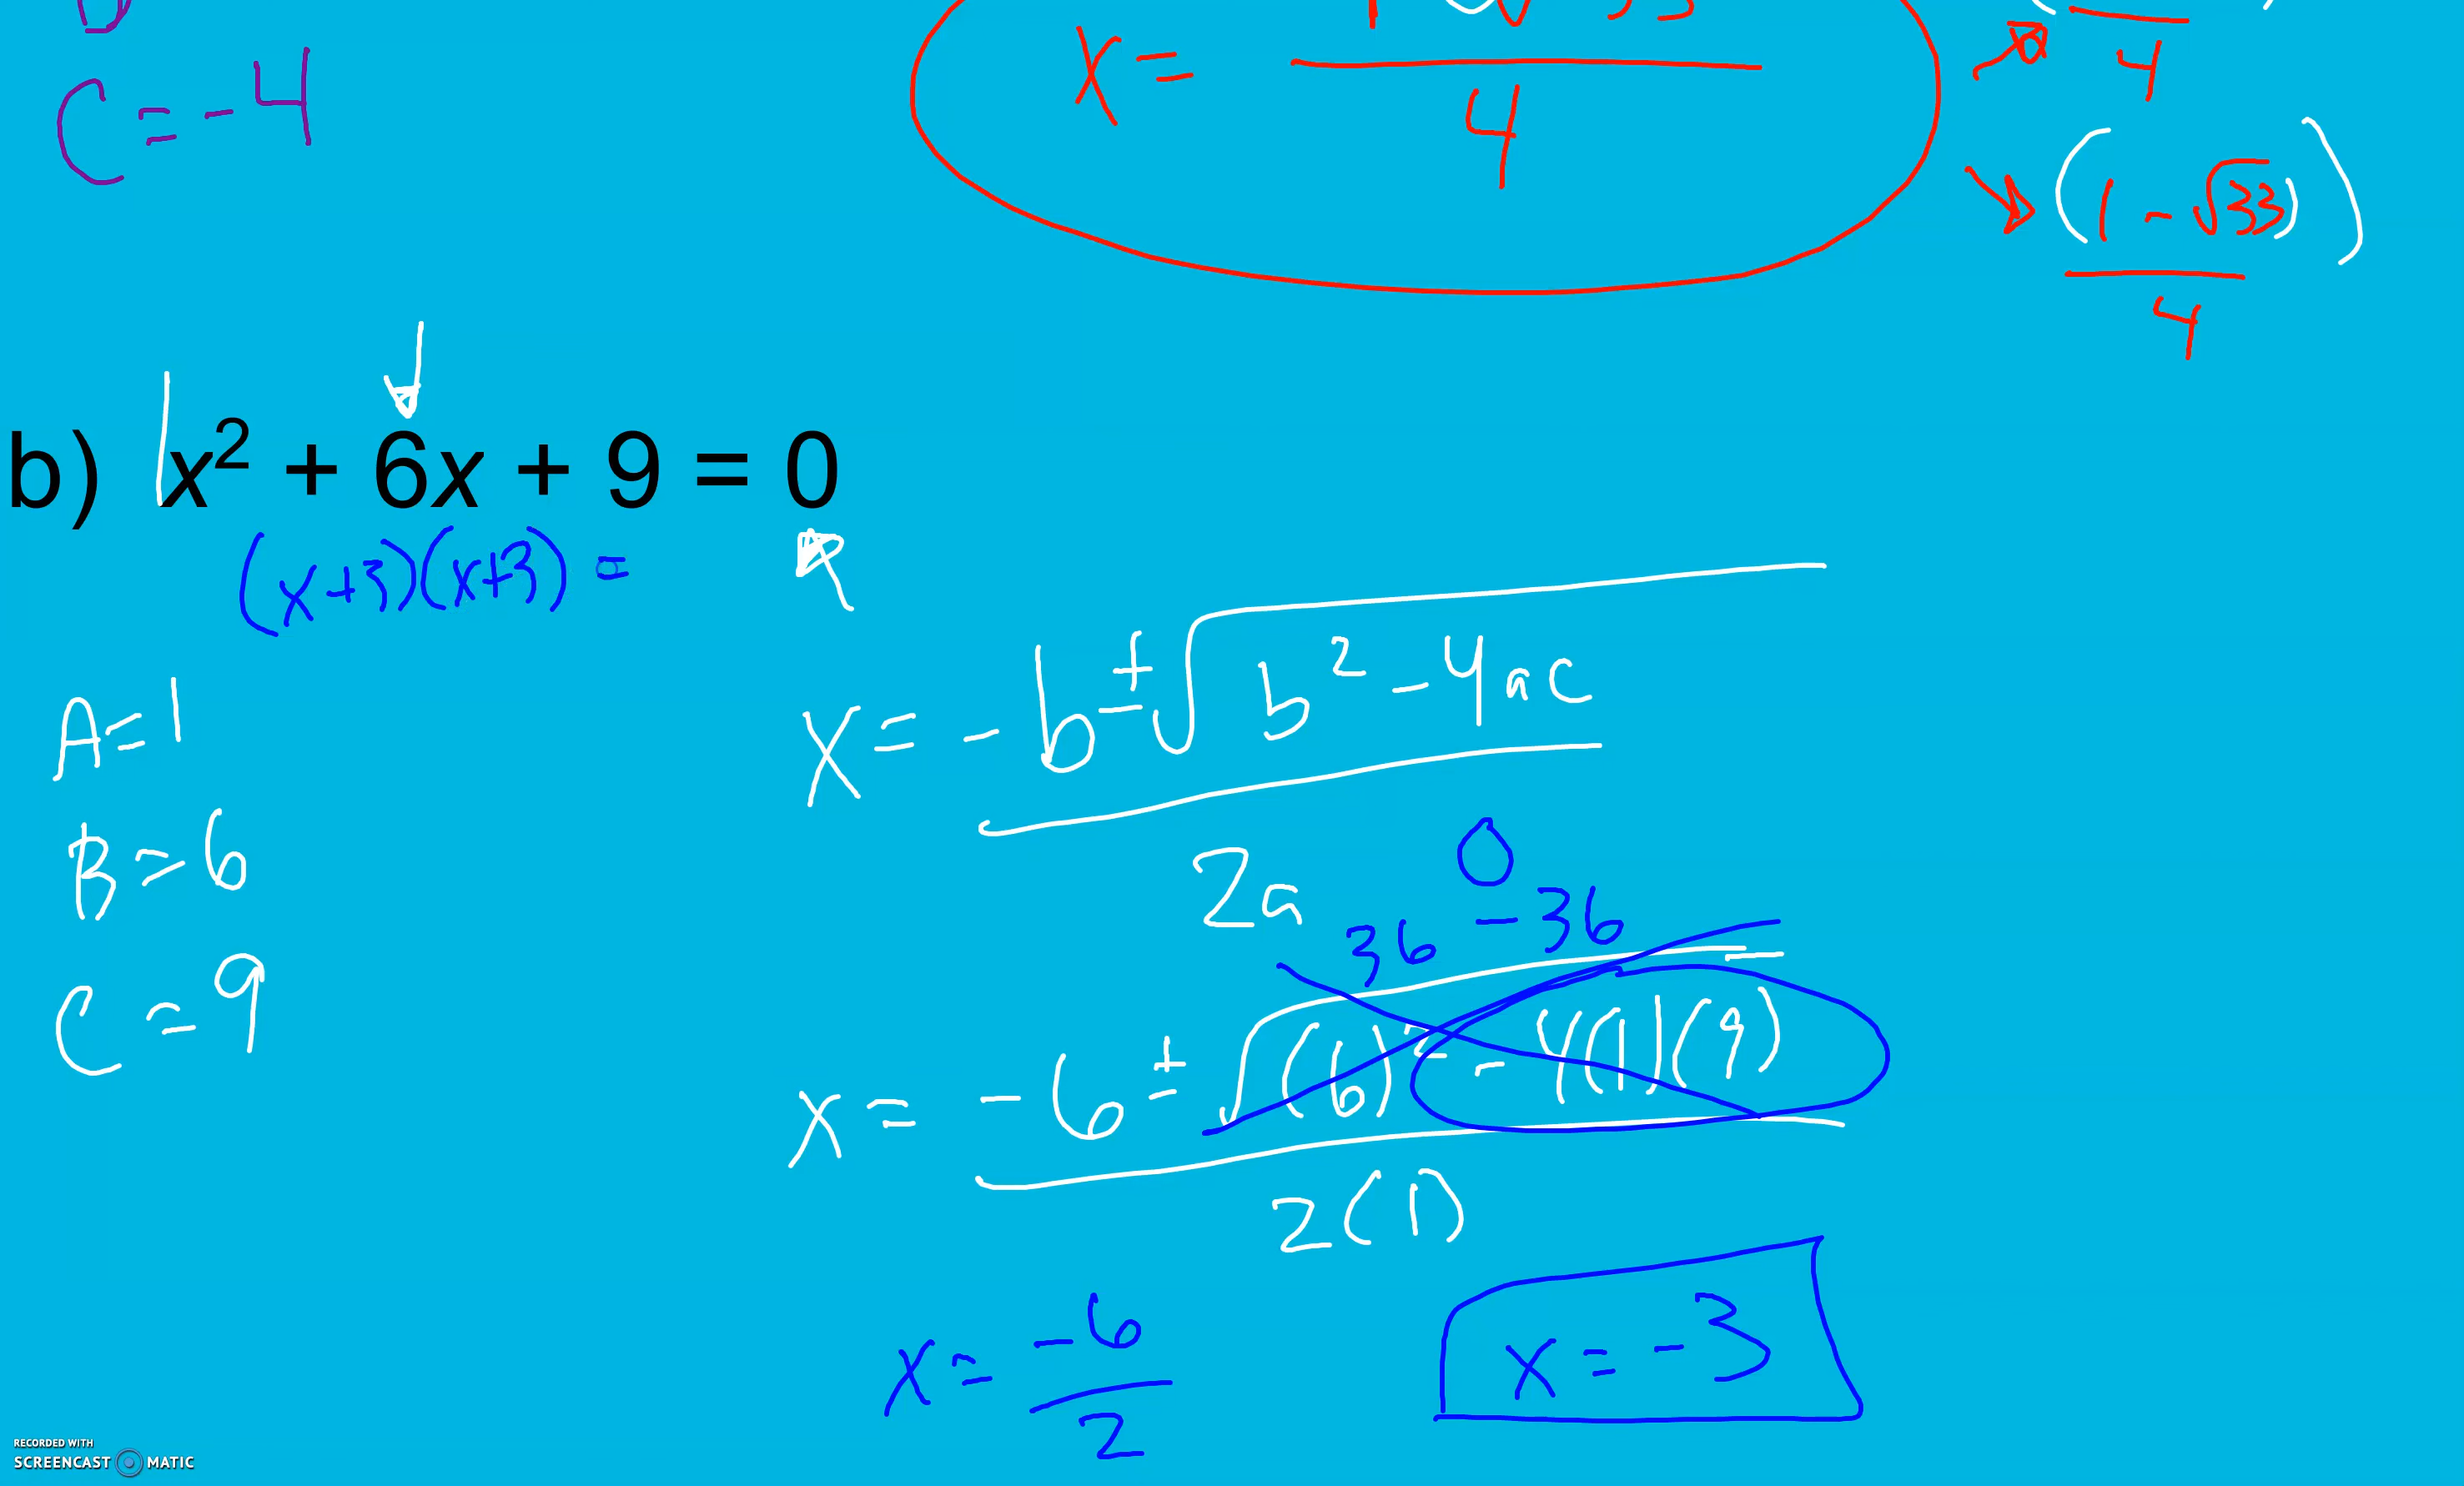 C = -4
x =
4
4
(1 - √33)
4
b) 1x² + 6x + 9 = 0
(x+3)(x+3) =
A=1
B=6
C=9
x = -b ± √b² - 4ac
2a
0
36 - 36
x = -6 ± √(6)² - 4(1)(9)
2(1)
x = -6
2
x = -3
RECORDED WITH
SCREENCAST MATIC